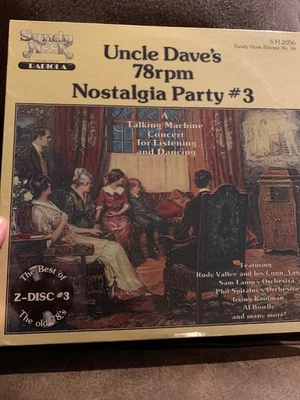 Sandy
Hook
RADIOLA
S.H.2056
Sandy Hook Release No. 56
Uncle Dave's
78rpm
Nostalgia Party #3
A
Talking Machine
Concert
for Listening
and Dancing
The Best of
Z-DISC #3
The old 78's
Featuring
Rudy Vallee and his Conn. Yan
Sam Lanin's Orchestra
Phil Spitalny's Orchestra
Irving Kaufman
Al Bowlly
and many more!